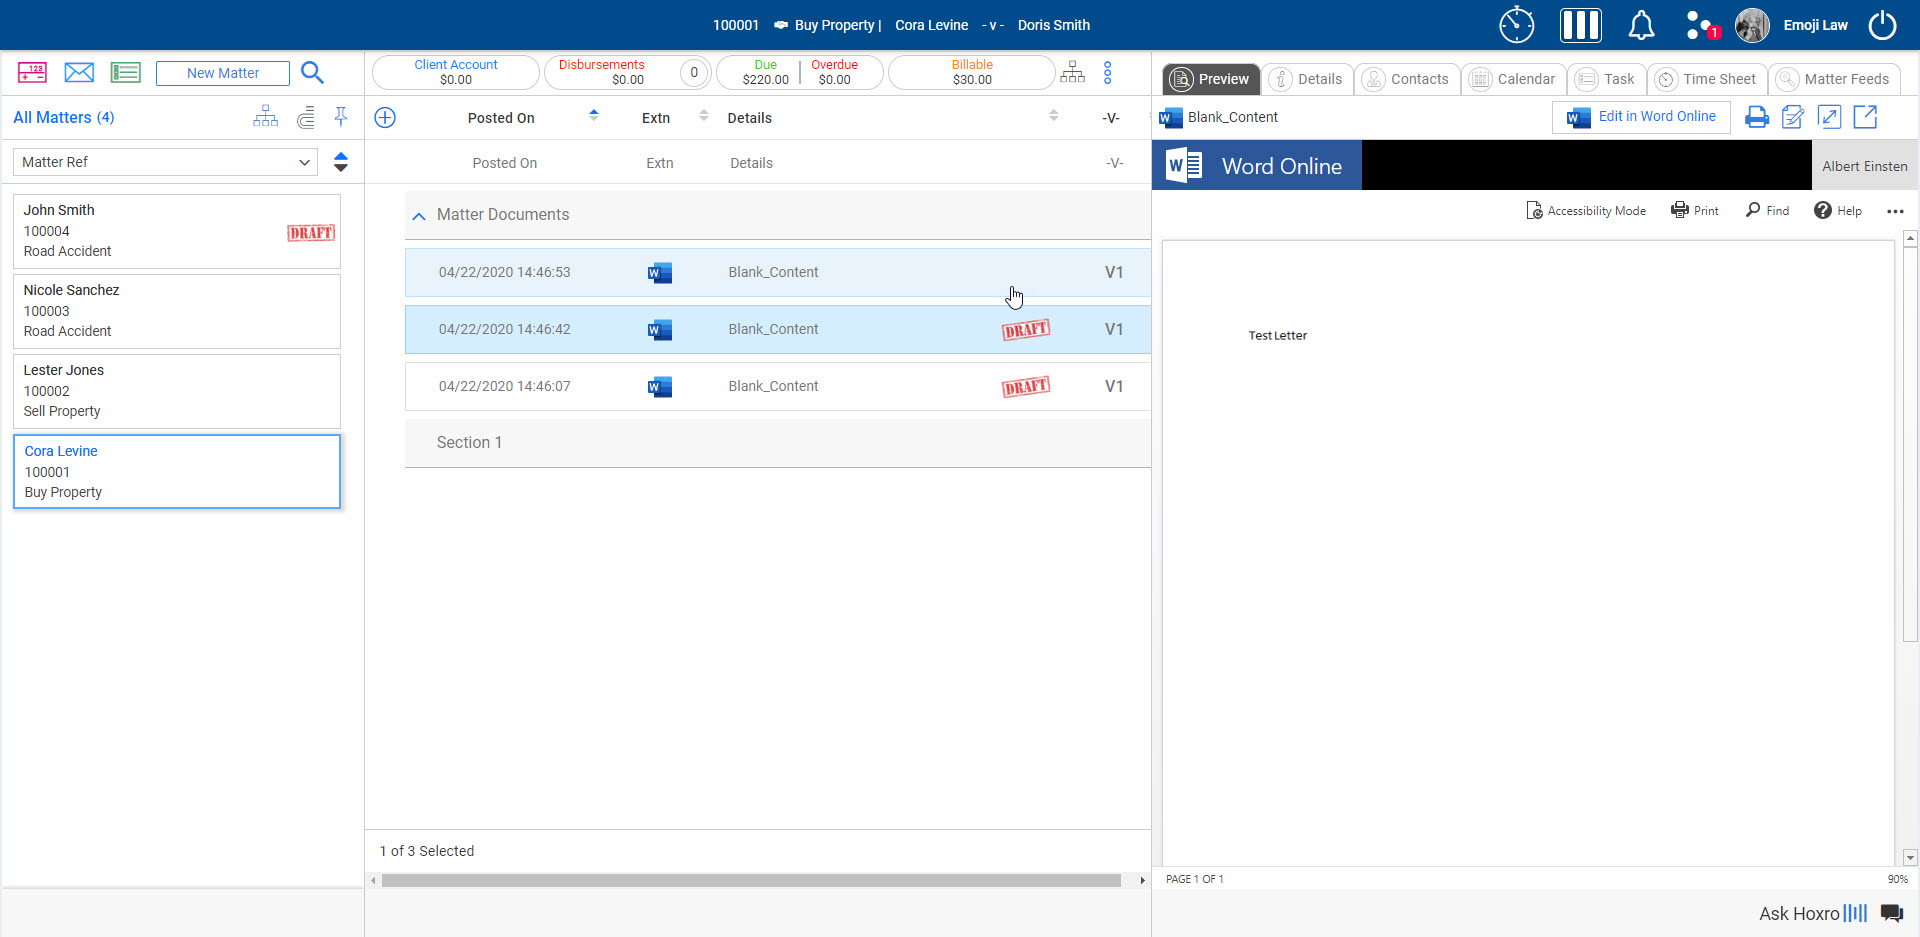 100001 Buy Property | Cora Levine - v - Doris Smith
1
Emoji Law
123
New Matter
Client Account
$0.00
Disbursements
$0.00
0
Due
$220.00
Overdue
$0.00
Billable
$30.00
Preview
Details
Contacts
Calendar
Task
Time Sheet
Matter Feeds
All Matters (4)
Matter Ref
John Smith
100004
Road Accident
DRAFT
Nicole Sanchez
100003
Road Accident
Lester Jones
100002
Sell Property
Cora Levine
100001
Buy Property
Posted On Extn Details -V-
Posted On Extn Details -V-
Matter Documents
04/22/2020 14:46:53 W Blank_Content V1
04/22/2020 14:46:42 W Blank_Content DRAFT V1
04/22/2020 14:46:07 W Blank_Content DRAFT V1
Section 1
1 of 3 Selected
W Blank_Content
W Edit in Word Online
W Word Online
Albert Einsten
Accessibility Mode Print Find Help
Test Letter
PAGE 1 OF 1
90%
Ask Hoxro